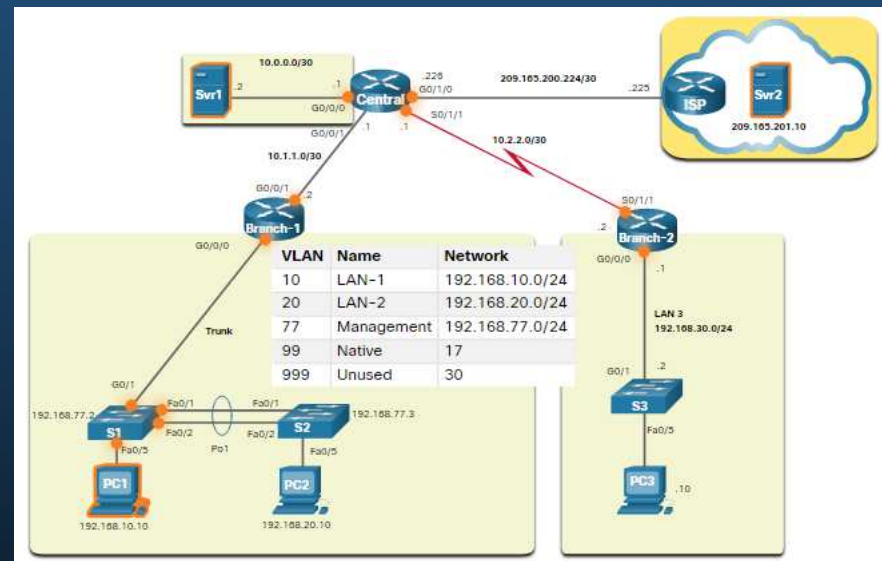 10.0.0.0/30
Svr1
.2
.1
G0/0/0
Central
.226
G0/1/0
209.165.200.224/30
.225
ISP
Svr2
209.165.201.10
G0/0/1
.1
.1
S0/1/1
10.2.2.0/30
10.1.1.0/30
G0/0/1
.2
Branch-1
G0/0/0
S0/1/1
.2
Branch-2
G0/0/0
.1
VLAN Name Network
10 LAN-1 192.168.10.0/24
20 LAN-2 192.168.20.0/24
77 Management 192.168.77.0/24
99 Native 17
999 Unused 30
Trunk
LAN 3
192.168.30.0/24
G0/1
192.168.77.2
S1
Fa0/1
Fa0/1
Fa0/2
Fa0/2
Po1
S2
192.168.77.3
Fa0/5
Fa0/5
PC1
192.168.10.10
PC2
192.168.20.10
G0/1
.2
S3
Fa0/5
PC3
.10